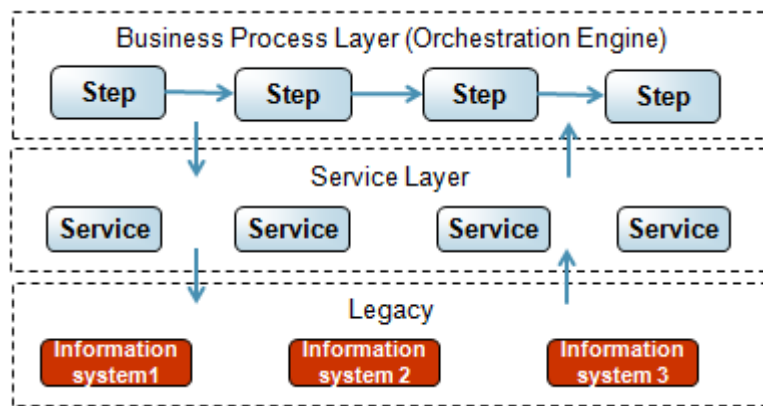 Business Process Layer (Orchestration Engine)
Step Step Step Step
Service Layer
Service Service Service Service
Legacy
Information system1
Information system 2
Information system 3